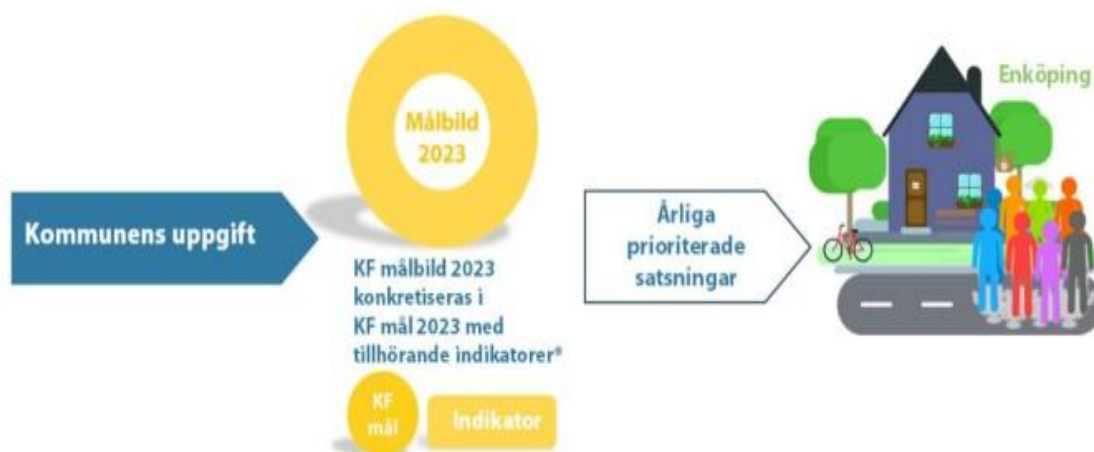 Kommunens uppgift
Målbild
2023
KF målbild 2023
konkretiseras i
KF mål 2023 med
tillhörande indikatorer*
KF
mål
Indikator
Årliga
prioriterade
satsningar
Enköping